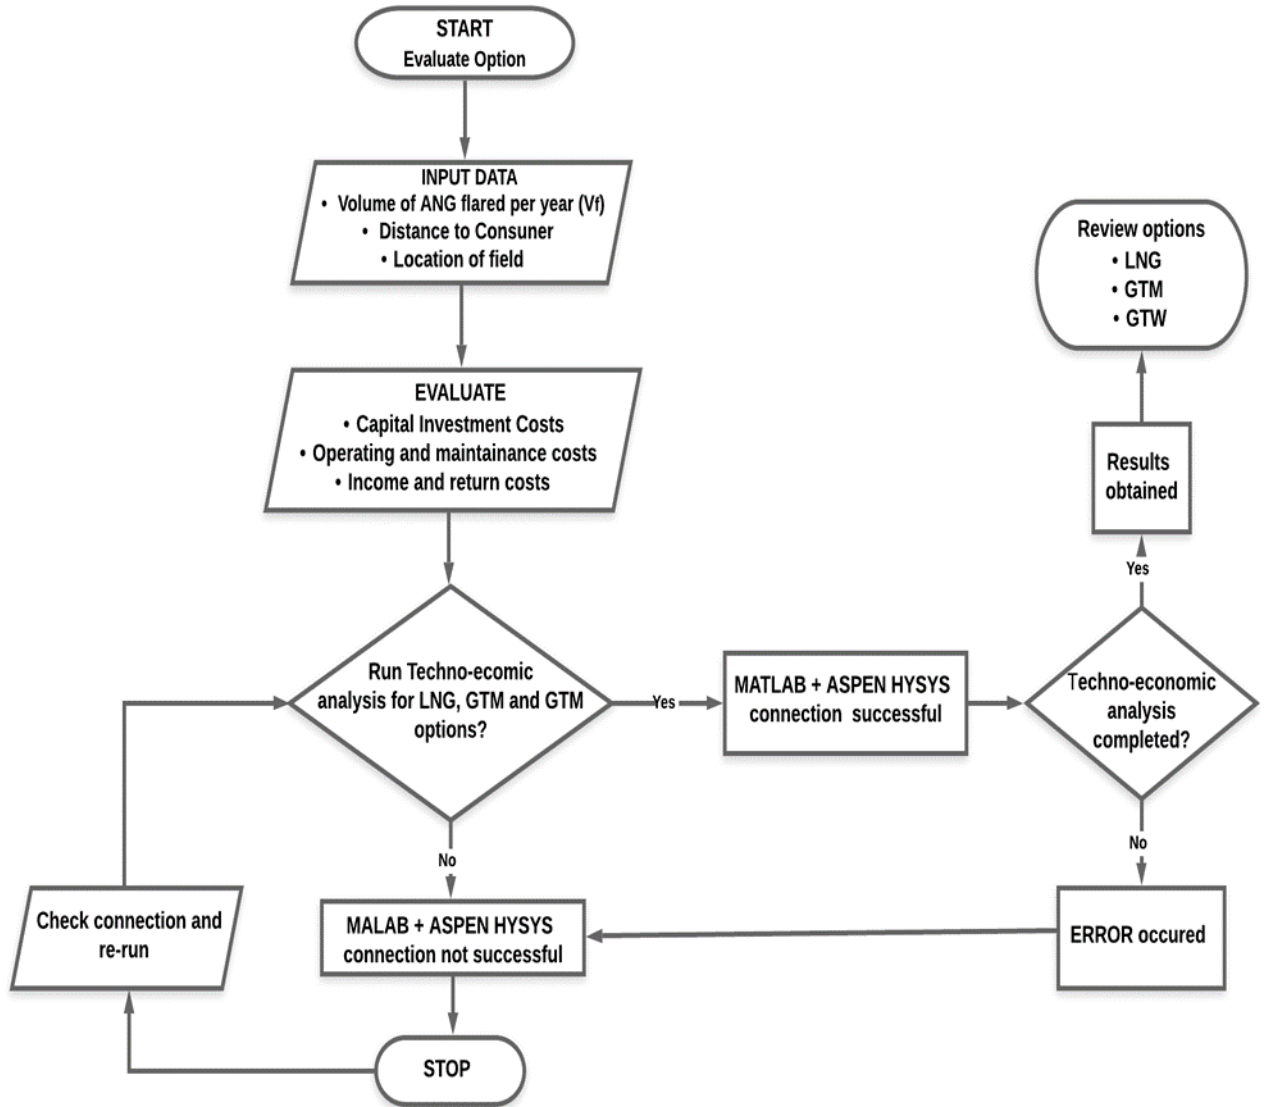 START
Evaluate Option
INPUT DATA
• Volume of ANG flared per year (Vf)
• Distance to Consuner
• Location of field
EVALUATE
• Capital Investment Costs
• Operating and maintainance costs
• Income and return costs
Run Techno-ecomic
analysis for LNG, GTM and GTM
options?
Yes
MATLAB + ASPEN HYSYS
connection successful
Techno-economic
analysis
completed?
Yes
Results
obtained
Review options
• LNG
• GTM
• GTW
No
ERROR occured
No
MALAB + ASPEN HYSYS
connection not successful
STOP
Check connection and
re-run